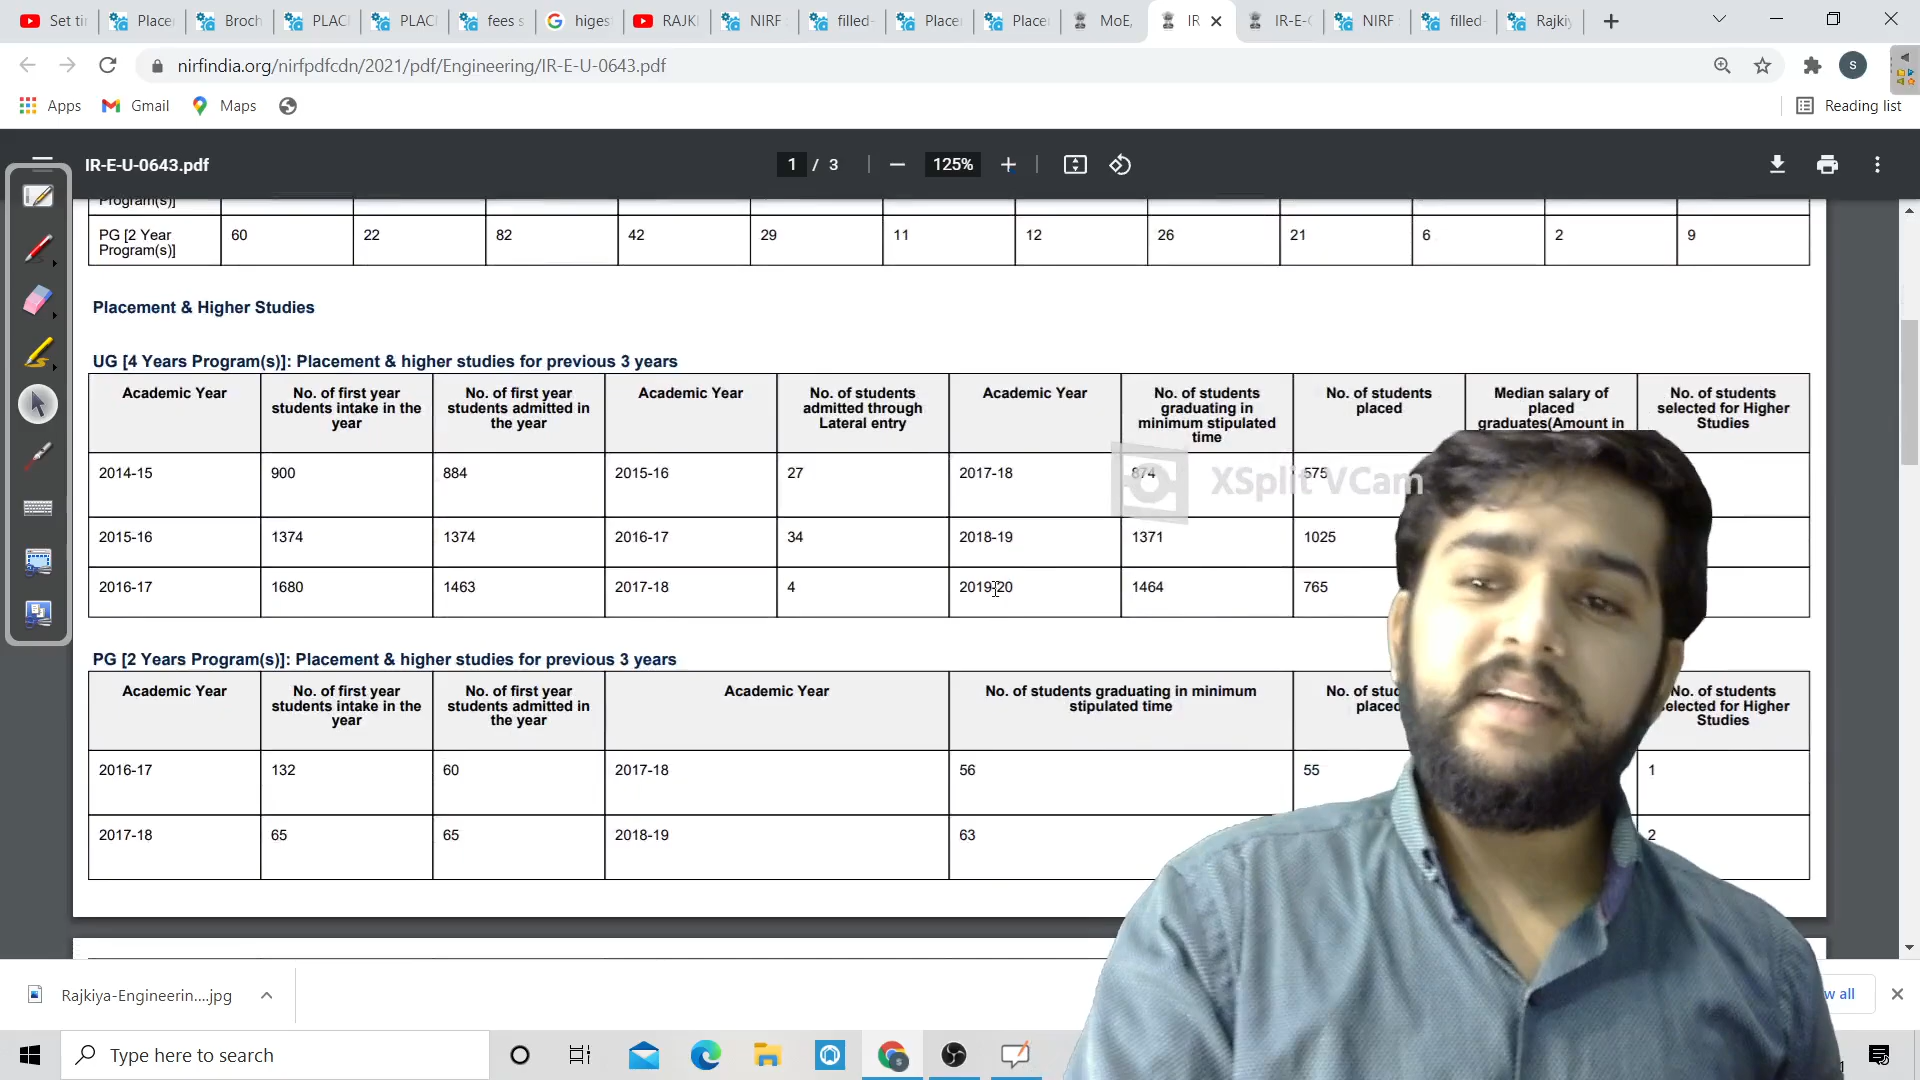 Set ti
Place
Broch
PLAC
PLAC
fees s
higes
RAJKI
NIRF
filled-
Place
Place
MoE,
IR
IR-E-
NIRF
filled-
Rajkiy
nirfindia.org/nirfpdfcdn/2021/pdf/Engineering/IR-E-U-0643.pdf
S
Apps
Gmail
Maps
Reading list
IR-E-U-0643.pdf
1 / 3
125%
Program(s)]
PG [2 Year Program(s)] 60 22 82 42 29 11 12 26 21 6 2 9
Placement & Higher Studies
UG [4 Years Program(s)]: Placement & higher studies for previous 3 years
Academic Year
No. of first year
students intake in the
year
No. of first year
students admitted in
the year
Academic Year
No. of students
admitted through
Lateral entry
Academic Year
No. of students
graduating in
minimum stipulated
time
No. of students
placed
Median salary of
placed
graduates(Amount in
No. of students
selected for Higher
Studies
2014-15 900 884 2015-16 27 2017-18 874 575
XSplit VCam
2015-16 1374 1374 2016-17 34 2018-19 1371 1025
2016-17 1680 1463 2017-18 4 2019-20 1464 765
PG [2 Years Program(s)]: Placement & higher studies for previous 3 years
Academic Year
No. of first year
students intake in the
year
No. of first year
students admitted in
the year
Academic Year
No. of students graduating in minimum
stipulated time
No. of
placed
No. of students
selected for Higher
Studies
2016-17 132 60 2017-18 56 55 1
2017-18 65 65 2018-19 63 2
Rajkiya-Engineerin....jpg
all
Type here to search